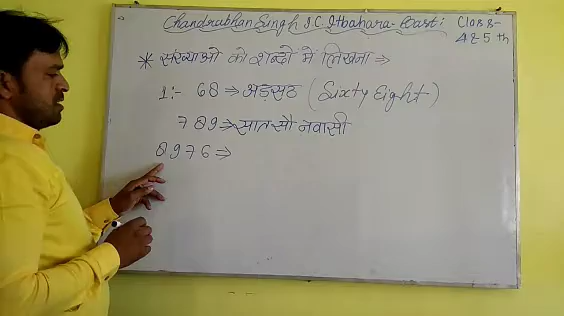 Chandrabhan Singh I.C. Itbahara - Basti Class-
4 & 5 th
* संख्याओ को शब्दों में लिखना ⇒
1:- 68 ⇒ अड़सठ (Sixty Eight)
789 ⇒ सात सौ नवासी
8976 ⇒